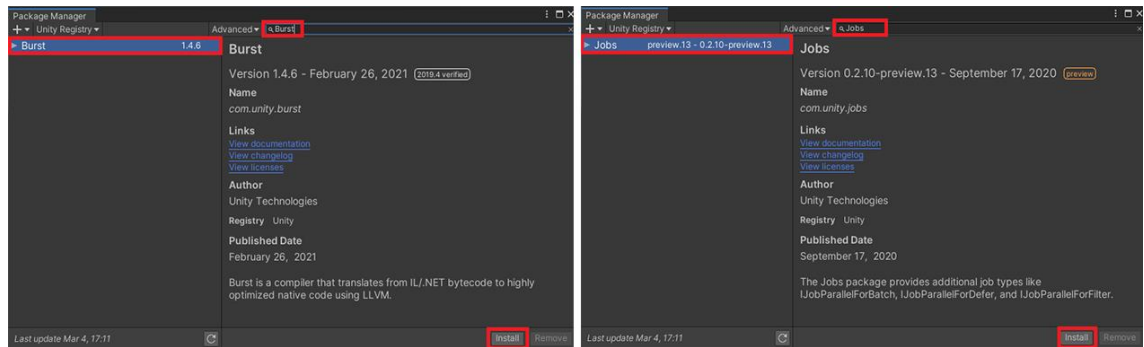 Package Manager
Unity Registry
Advanced
Burst
Burst 1.4.6
Burst
Version 1.4.6 - February 26, 2021 2019.4 verified
Name
com.unity.burst
Links
View documentation
View changelog
View licenses
Author
Unity Technologies
Registry Unity
Published Date
February 26, 2021
Burst is a compiler that translates from IL/.NET bytecode to highly
optimized native code using LLVM.
Last update Mar 4, 17:11
Install Remove
Package Manager
Unity Registry
Advanced
Jobs
Jobs preview.13 - 0.2.10-preview.13
Jobs
Version 0.2.10-preview.13 - September 17, 2020 preview
Name
com.unity.jobs
Links
View documentation
View changelog
View licenses
Author
Unity Technologies
Registry Unity
Published Date
September 17, 2020
The Jobs package provides additional job types like
IJobParallelForBatch, IJobParallelForDefer, and IJobParallelForFilter.
Last update Mar 4, 17:11
Install Remove